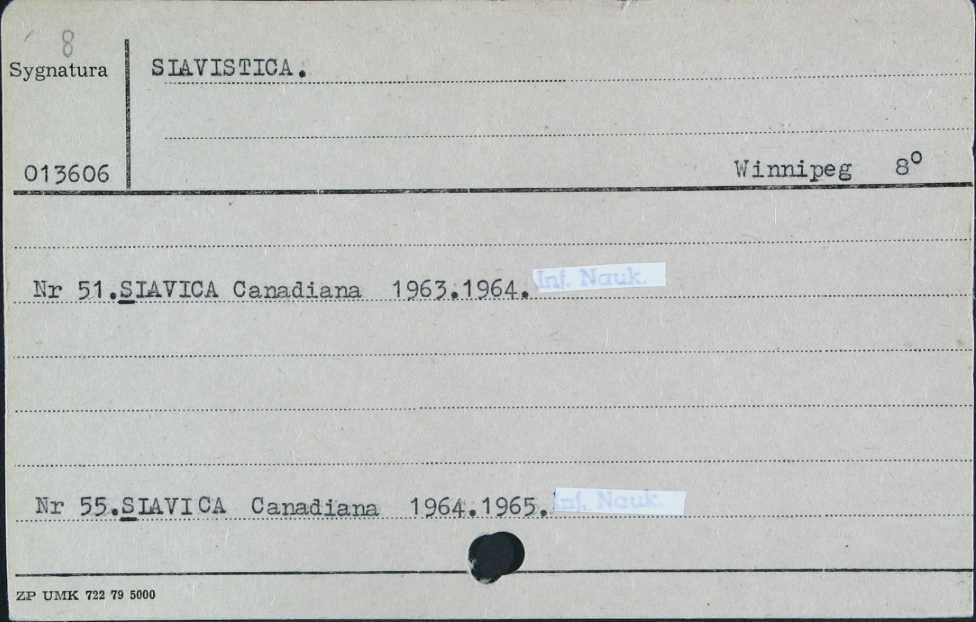 8
Sygnatura
SLAVISTICA.
013606
Winnipeg 8°
Nr 51.SLAVICA Canadiana 1963.1964. Inf. Nauk.
Nr 55.SLAVICA Canadiana 1964.1965. Inf. Nauk.
ZP UMK 722 79 5000